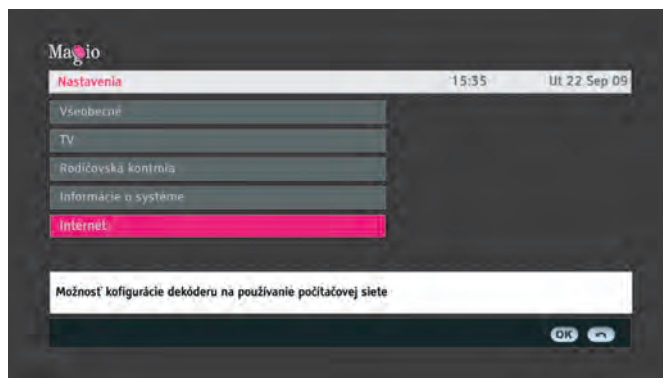 Magio
Nastavenia 15:35 Ut 22 Sep 09
Všeobecné
TV
Rodičovská kontrola
Informácie o systéme
Internet
Možnosť kofigurácie dekóderu na používanie počítačovej siete
OK